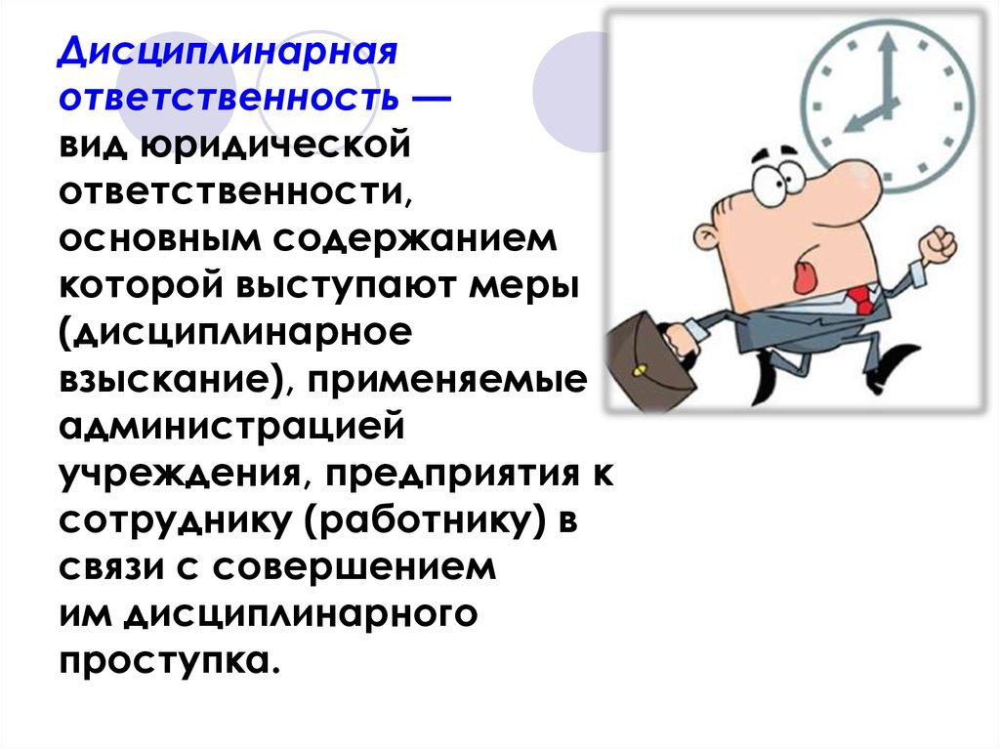 Дисциплинарная
ответственность —
вид юридической
ответственности,
основным содержанием
которой выступают меры
(дисциплинарное
взыскание), применяемые
администрацией
учреждения, предприятия к
сотруднику (работнику) в
связи с совершением
им дисциплинарного
проступка.